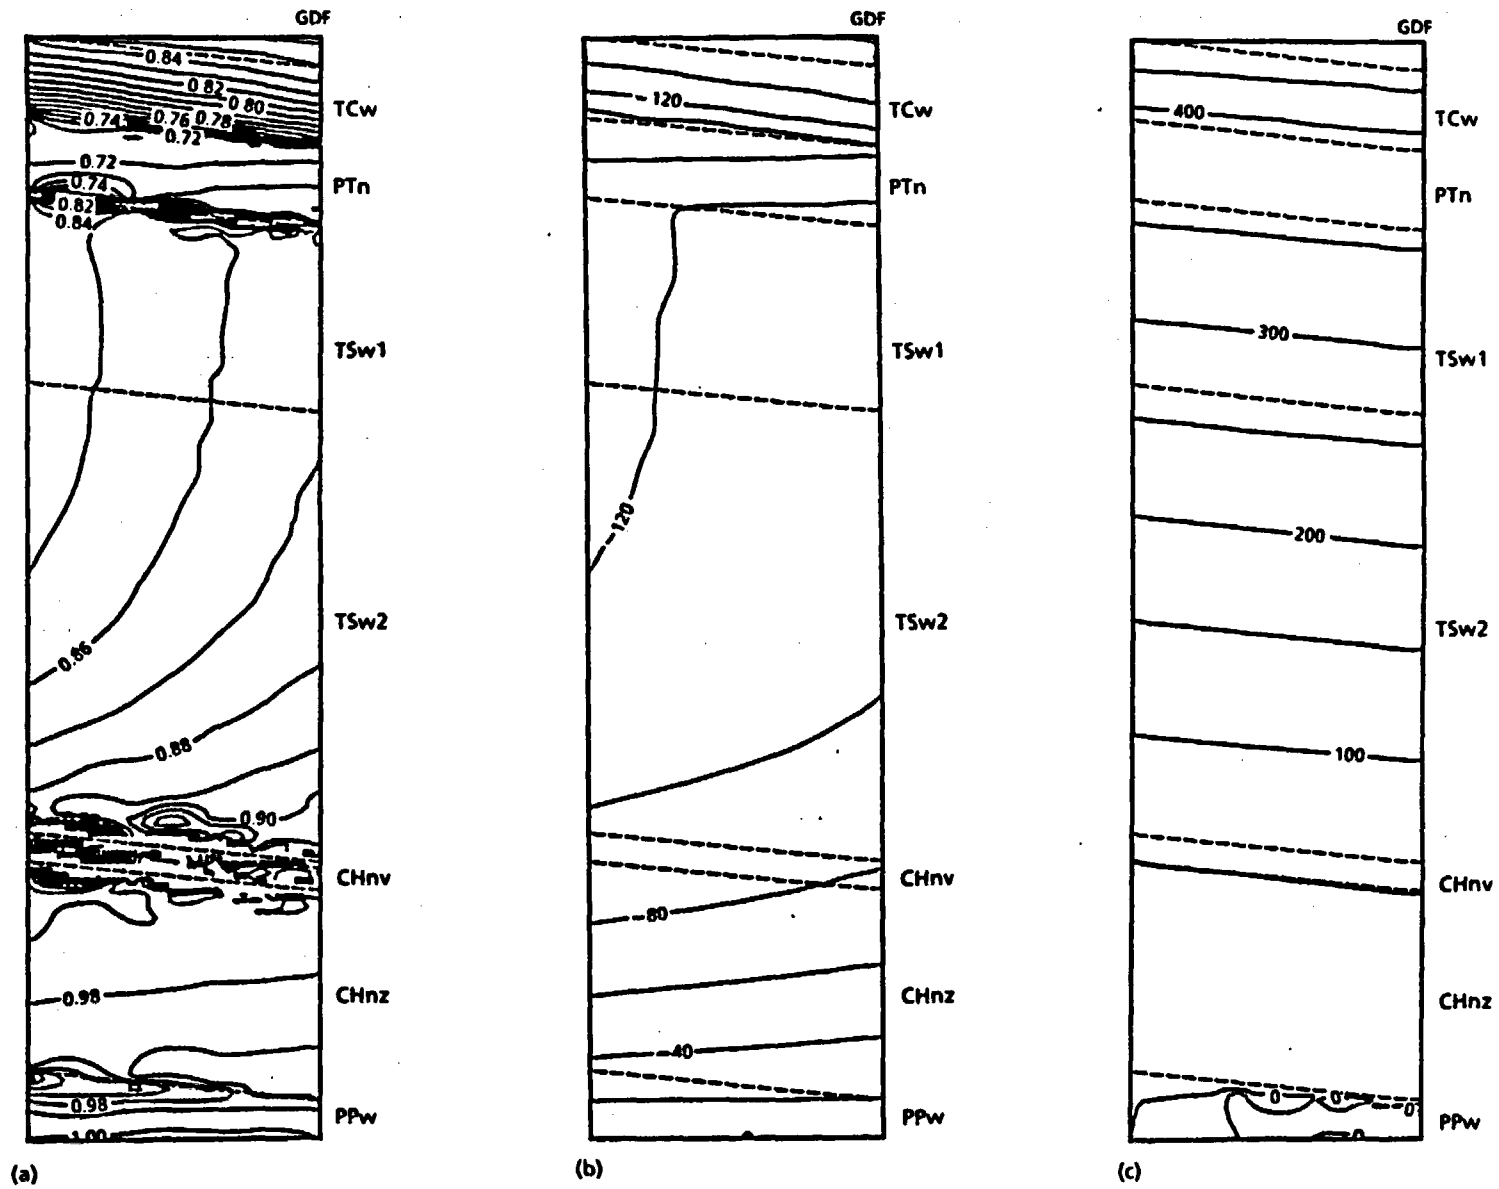 GDF
0.84
0.82
0.80
0.74 0.76 0.78
0.72
TCw
0.72
0.74
PTn
0.82
0.84
TSw1
TSw2
0.86
0.88
0.90
CHnv
0.98
CHnz
0.98
PPw
1.00
(a)
GDF
-120
TCw
PTn
TSw1
-120
TSw2
CHnv
-80
CHnz
-40
PPw
(b)
GDF
400
TCw
PTn
300
TSw1
200
TSw2
100
CHnv
CHnz
0 0 0
PPw
0
(c)